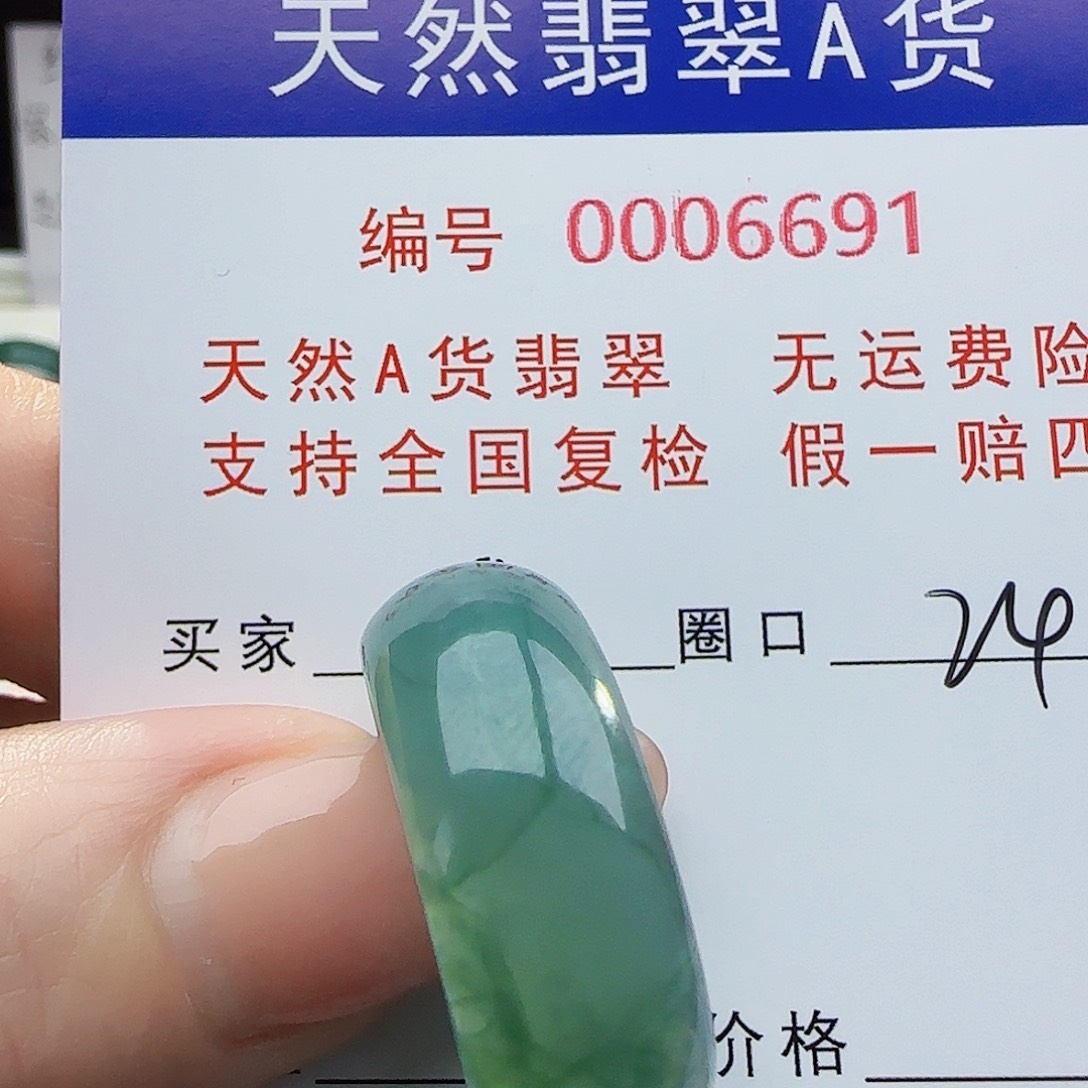 天然翡翠A货
编号 0006691
天然A货翡翠 无运费险
支持全国复检 假一赔四
买家 圈口
价格